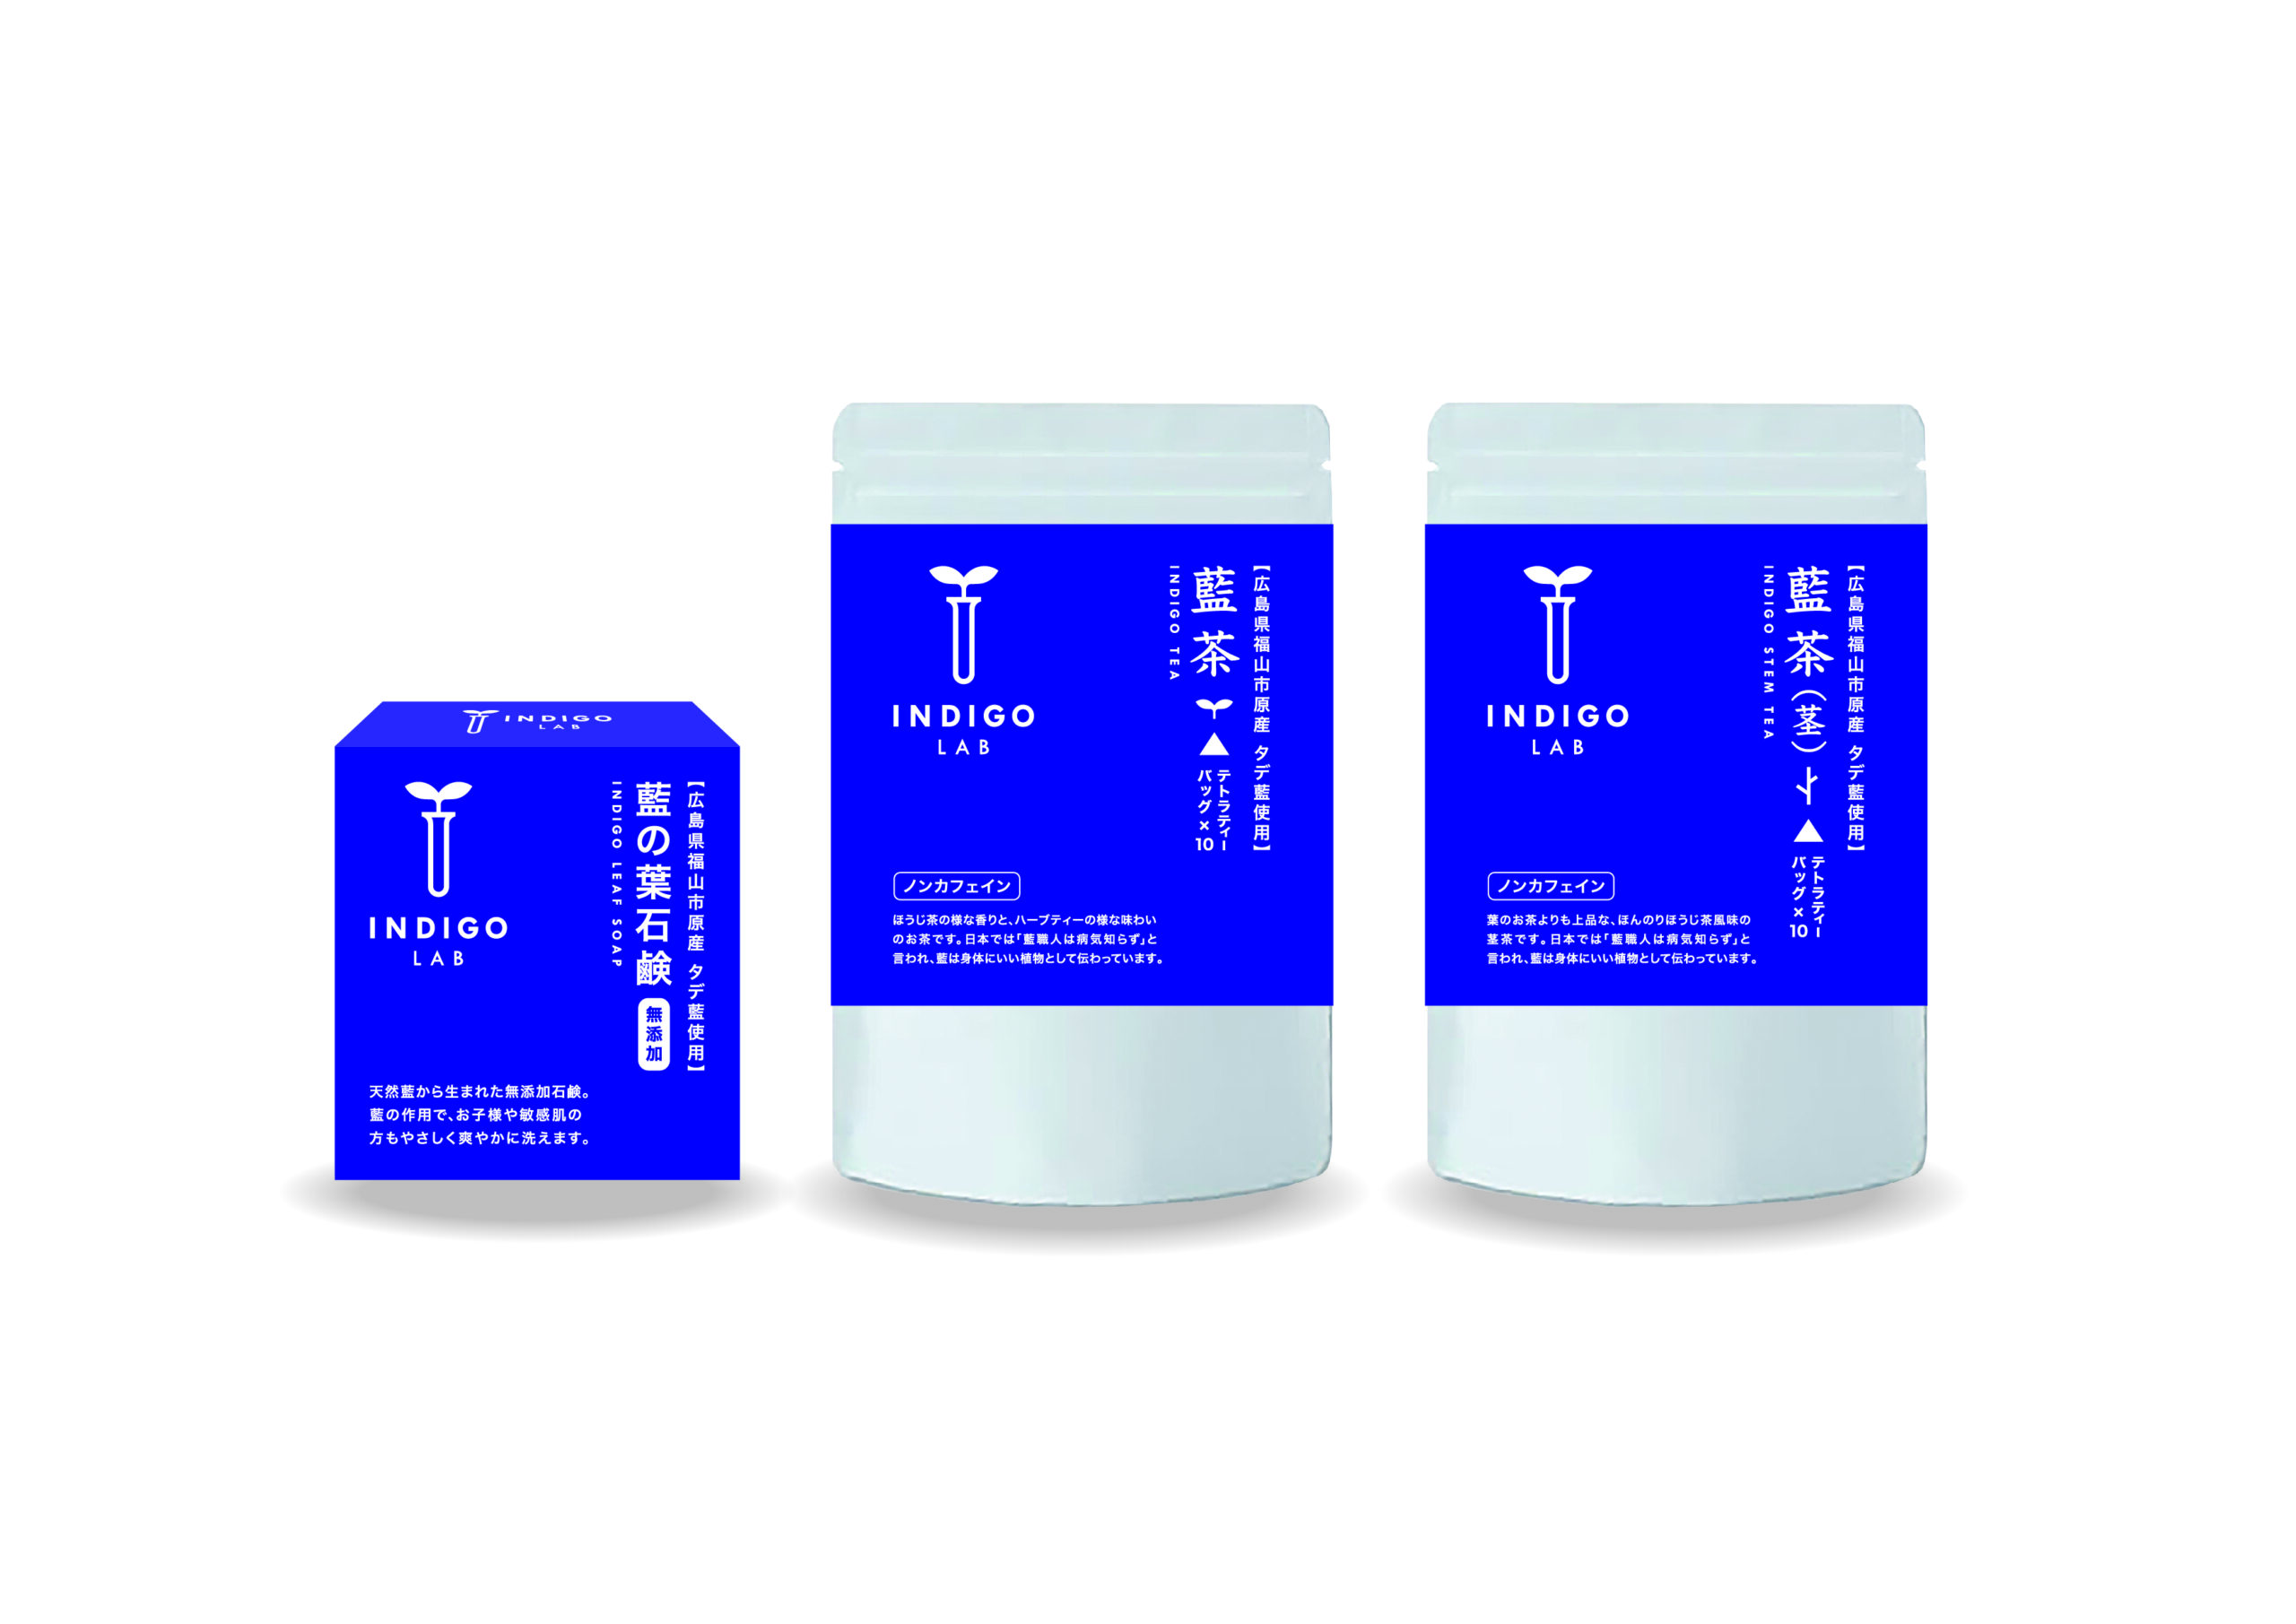 INDIGO
LAB
INDIGO
LAB
【広島県福山市原産 タデ藍使用】
藍の葉石鹸
無添加
INDIGO LEAF SOAP
天然藍から生まれた無添加石鹸。
藍の作用で、お子様や敏感肌の
方もやさしく爽やかに洗えます。
INDIGO
LAB
【広島県福山市原産 タデ藍使用】
藍茶
テトラティー
バッグ×10
INDIGO TEA
ノンカフェイン
ほうじ茶の様な香りと、ハーブティーの様な味わい
のお茶です。日本では「藍職人は病気知らず」と
言われ、藍は身体にいい植物として伝わっています。
INDIGO
LAB
【広島県福山市原産 タデ藍使用】
藍茶(茎)
テトラティー
バッグ×10
INDIGO STEM TEA
ノンカフェイン
葉のお茶よりも上品な、ほんのりほうじ茶風味の
茎茶です。日本では「藍職人は病気知らず」と
言われ、藍は身体にいい植物として伝わっています。